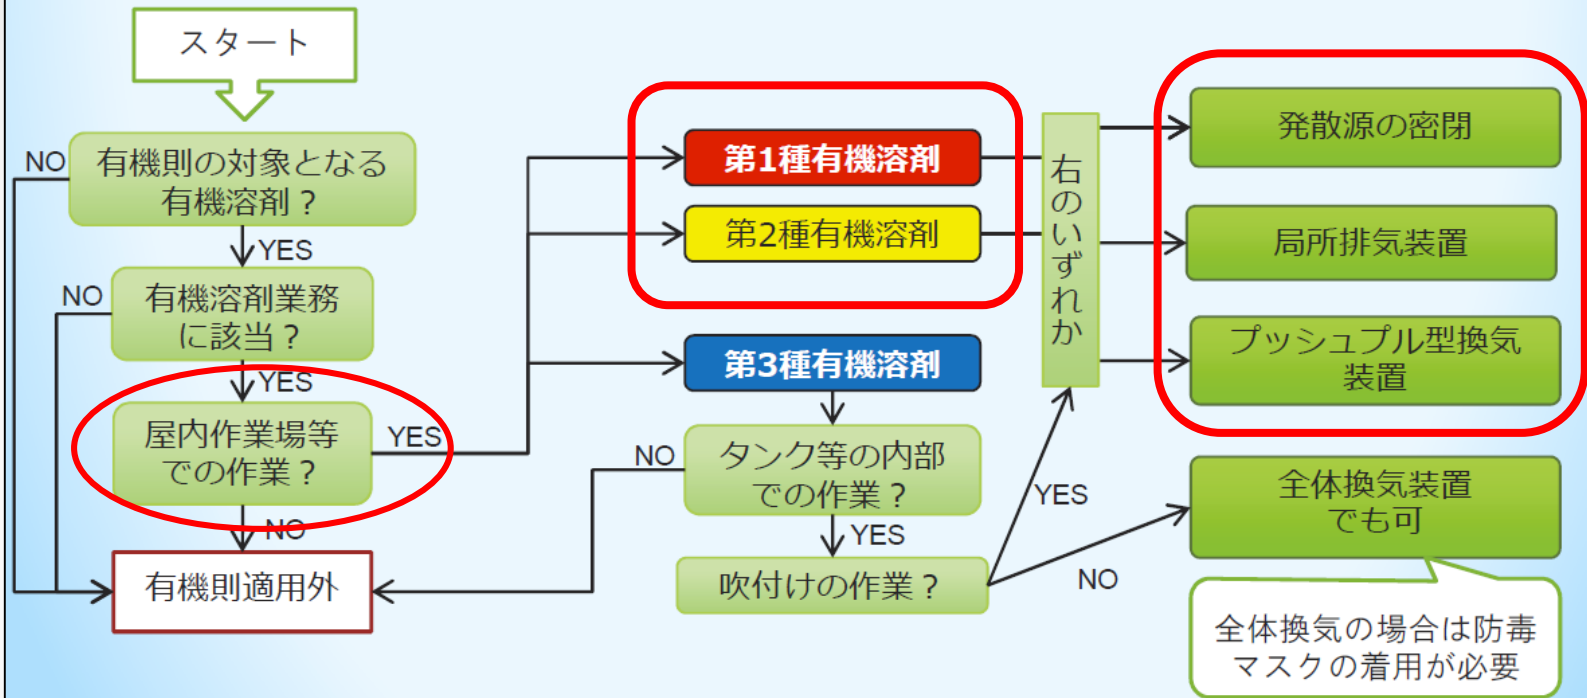 スタート
NO
有機則の対象となる
有機溶剤？
YES
NO
有機溶剤業務
に該当？
YES
屋内作業場等
での作業？
YES
NO
有機則適用外
第1種有機溶剤
第2種有機溶剤
第3種有機溶剤
NO
タンク等の内部
での作業？
YES
吹付けの作業？
YES
NO
右のいずれか
発散源の密閉
局所排気装置
プッシュプル型換気
装置
全体換気装置
でも可
全体換気の場合は防毒
マスクの着用が必要